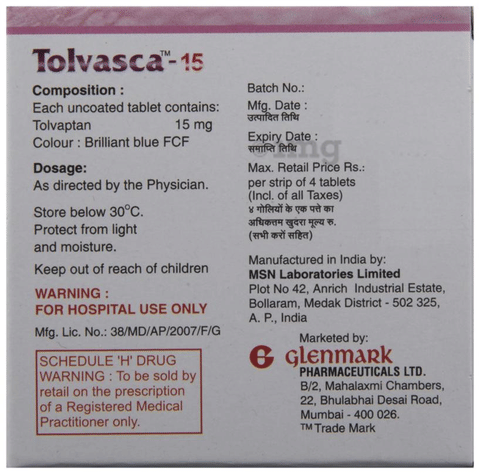 Tolvasca™-15
Composition :
Each uncoated tablet contains:
Tolvaptan 15 mg
Colour : Brilliant blue FCF
Dosage:
As directed by the Physician.
Store below 30°C.
Protect from light
and moisture.
Keep out of reach of children
WARNING :
FOR HOSPITAL USE ONLY
Mfg. Lic. No.: 38/MD/AP/2007/F/G
SCHEDULE 'H' DRUG
WARNING : To be sold by
retail on the prescription
of a Registered Medical
Practitioner only.
Batch No.:
Mfg. Date :
उत्पादित तिथि
Expiry Date :
समाप्ति तिथि
Max. Retail Price Rs.:
per strip of 4 tablets
(Incl. of all Taxes)
४ गोलियों के एक पत्ते का
अधिकतम खुदरा मूल्य रु.
(सभी करों सहित)
Manufactured in India by:
MSN Laboratories Limited
Plot No 42, Anrich Industrial Estate,
Bollaram, Medak District - 502 325,
A. P., India
Marketed by:
G glenmark
PHARMACEUTICALS LTD.
B/2, Mahalaxmi Chambers,
22, Bhulabhai Desai Road,
Mumbai - 400 026.
™ Trade Mark